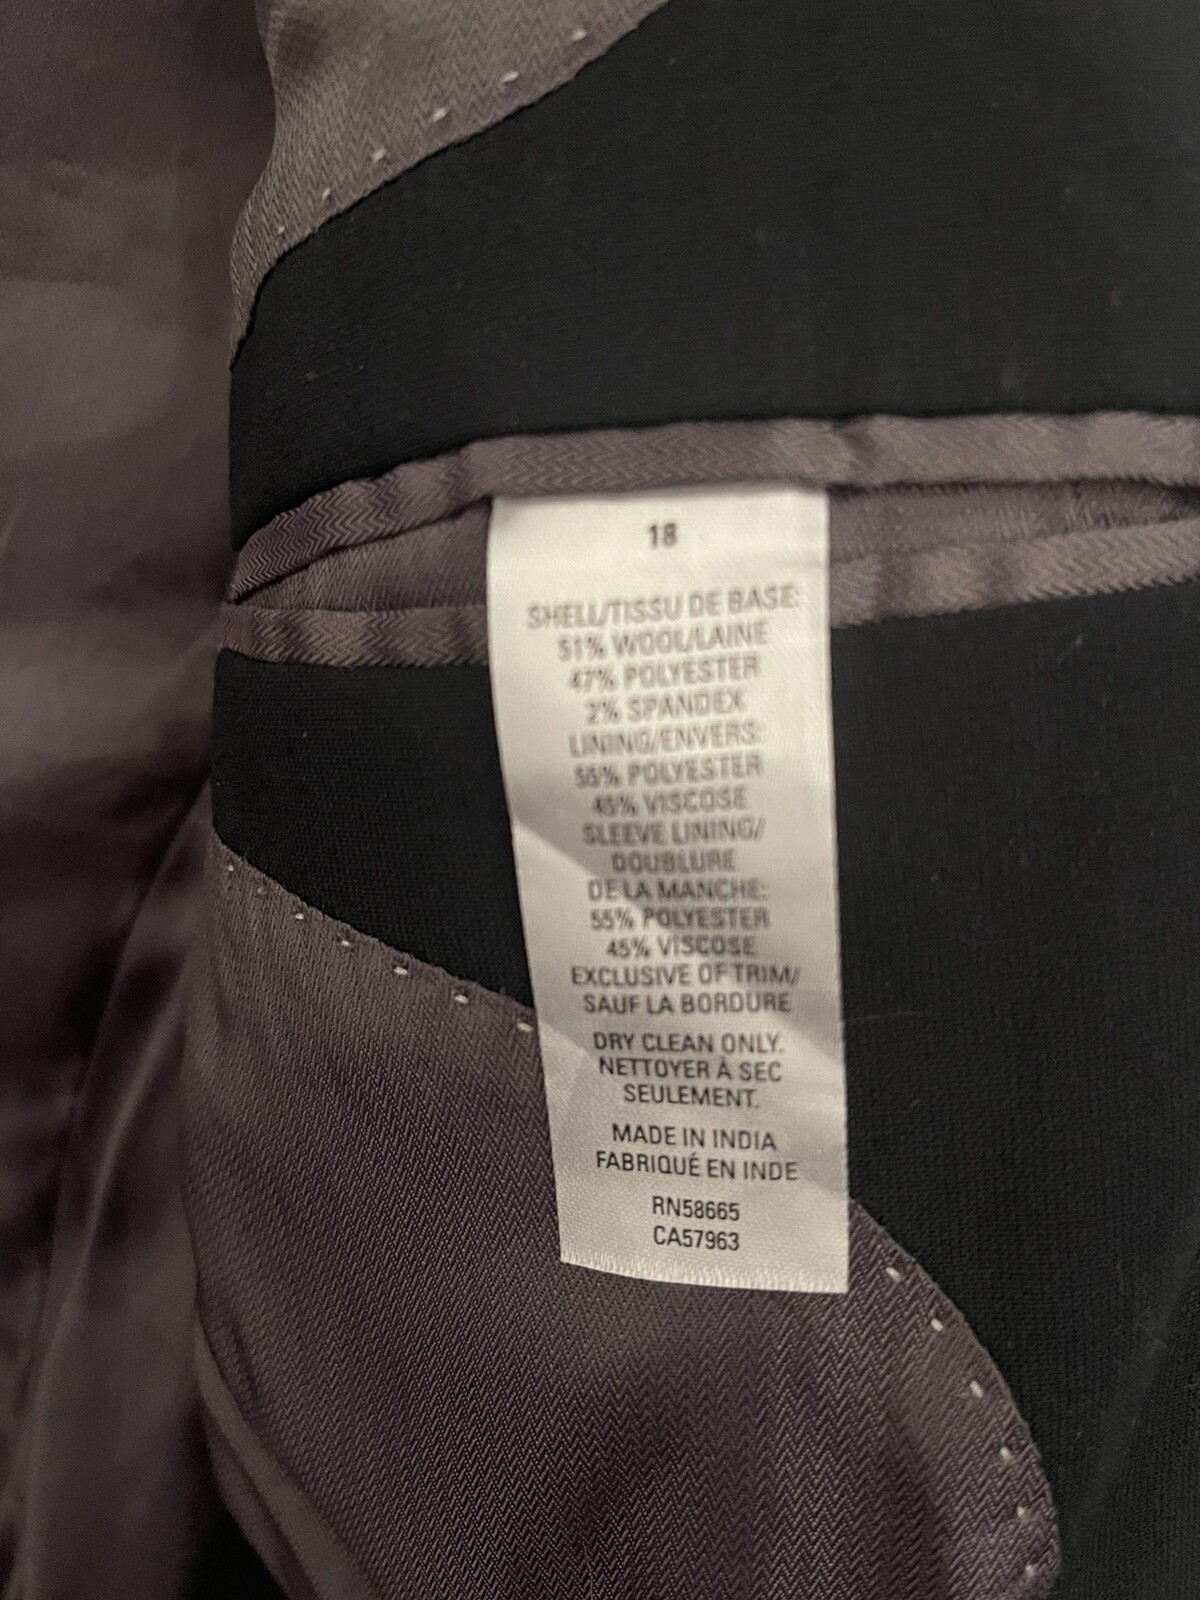 18
SHELL/TISSU DE BASE:
51% WOOL/LAINE
47% POLYESTER
2% SPANDEX
LINING/ENVERS:
55% POLYESTER
45% VISCOSE
SLEEVE LINING/
DOUBLURE
DE LA MANCHE:
55% POLYESTER
45% VISCOSE
EXCLUSIVE OF TRIM/
SAUF LA BORDURE
DRY CLEAN ONLY.
NETTOYER À SEC
SEULEMENT.
MADE IN INDIA
FABRIQUÉ EN INDE
RN58665
CA57963